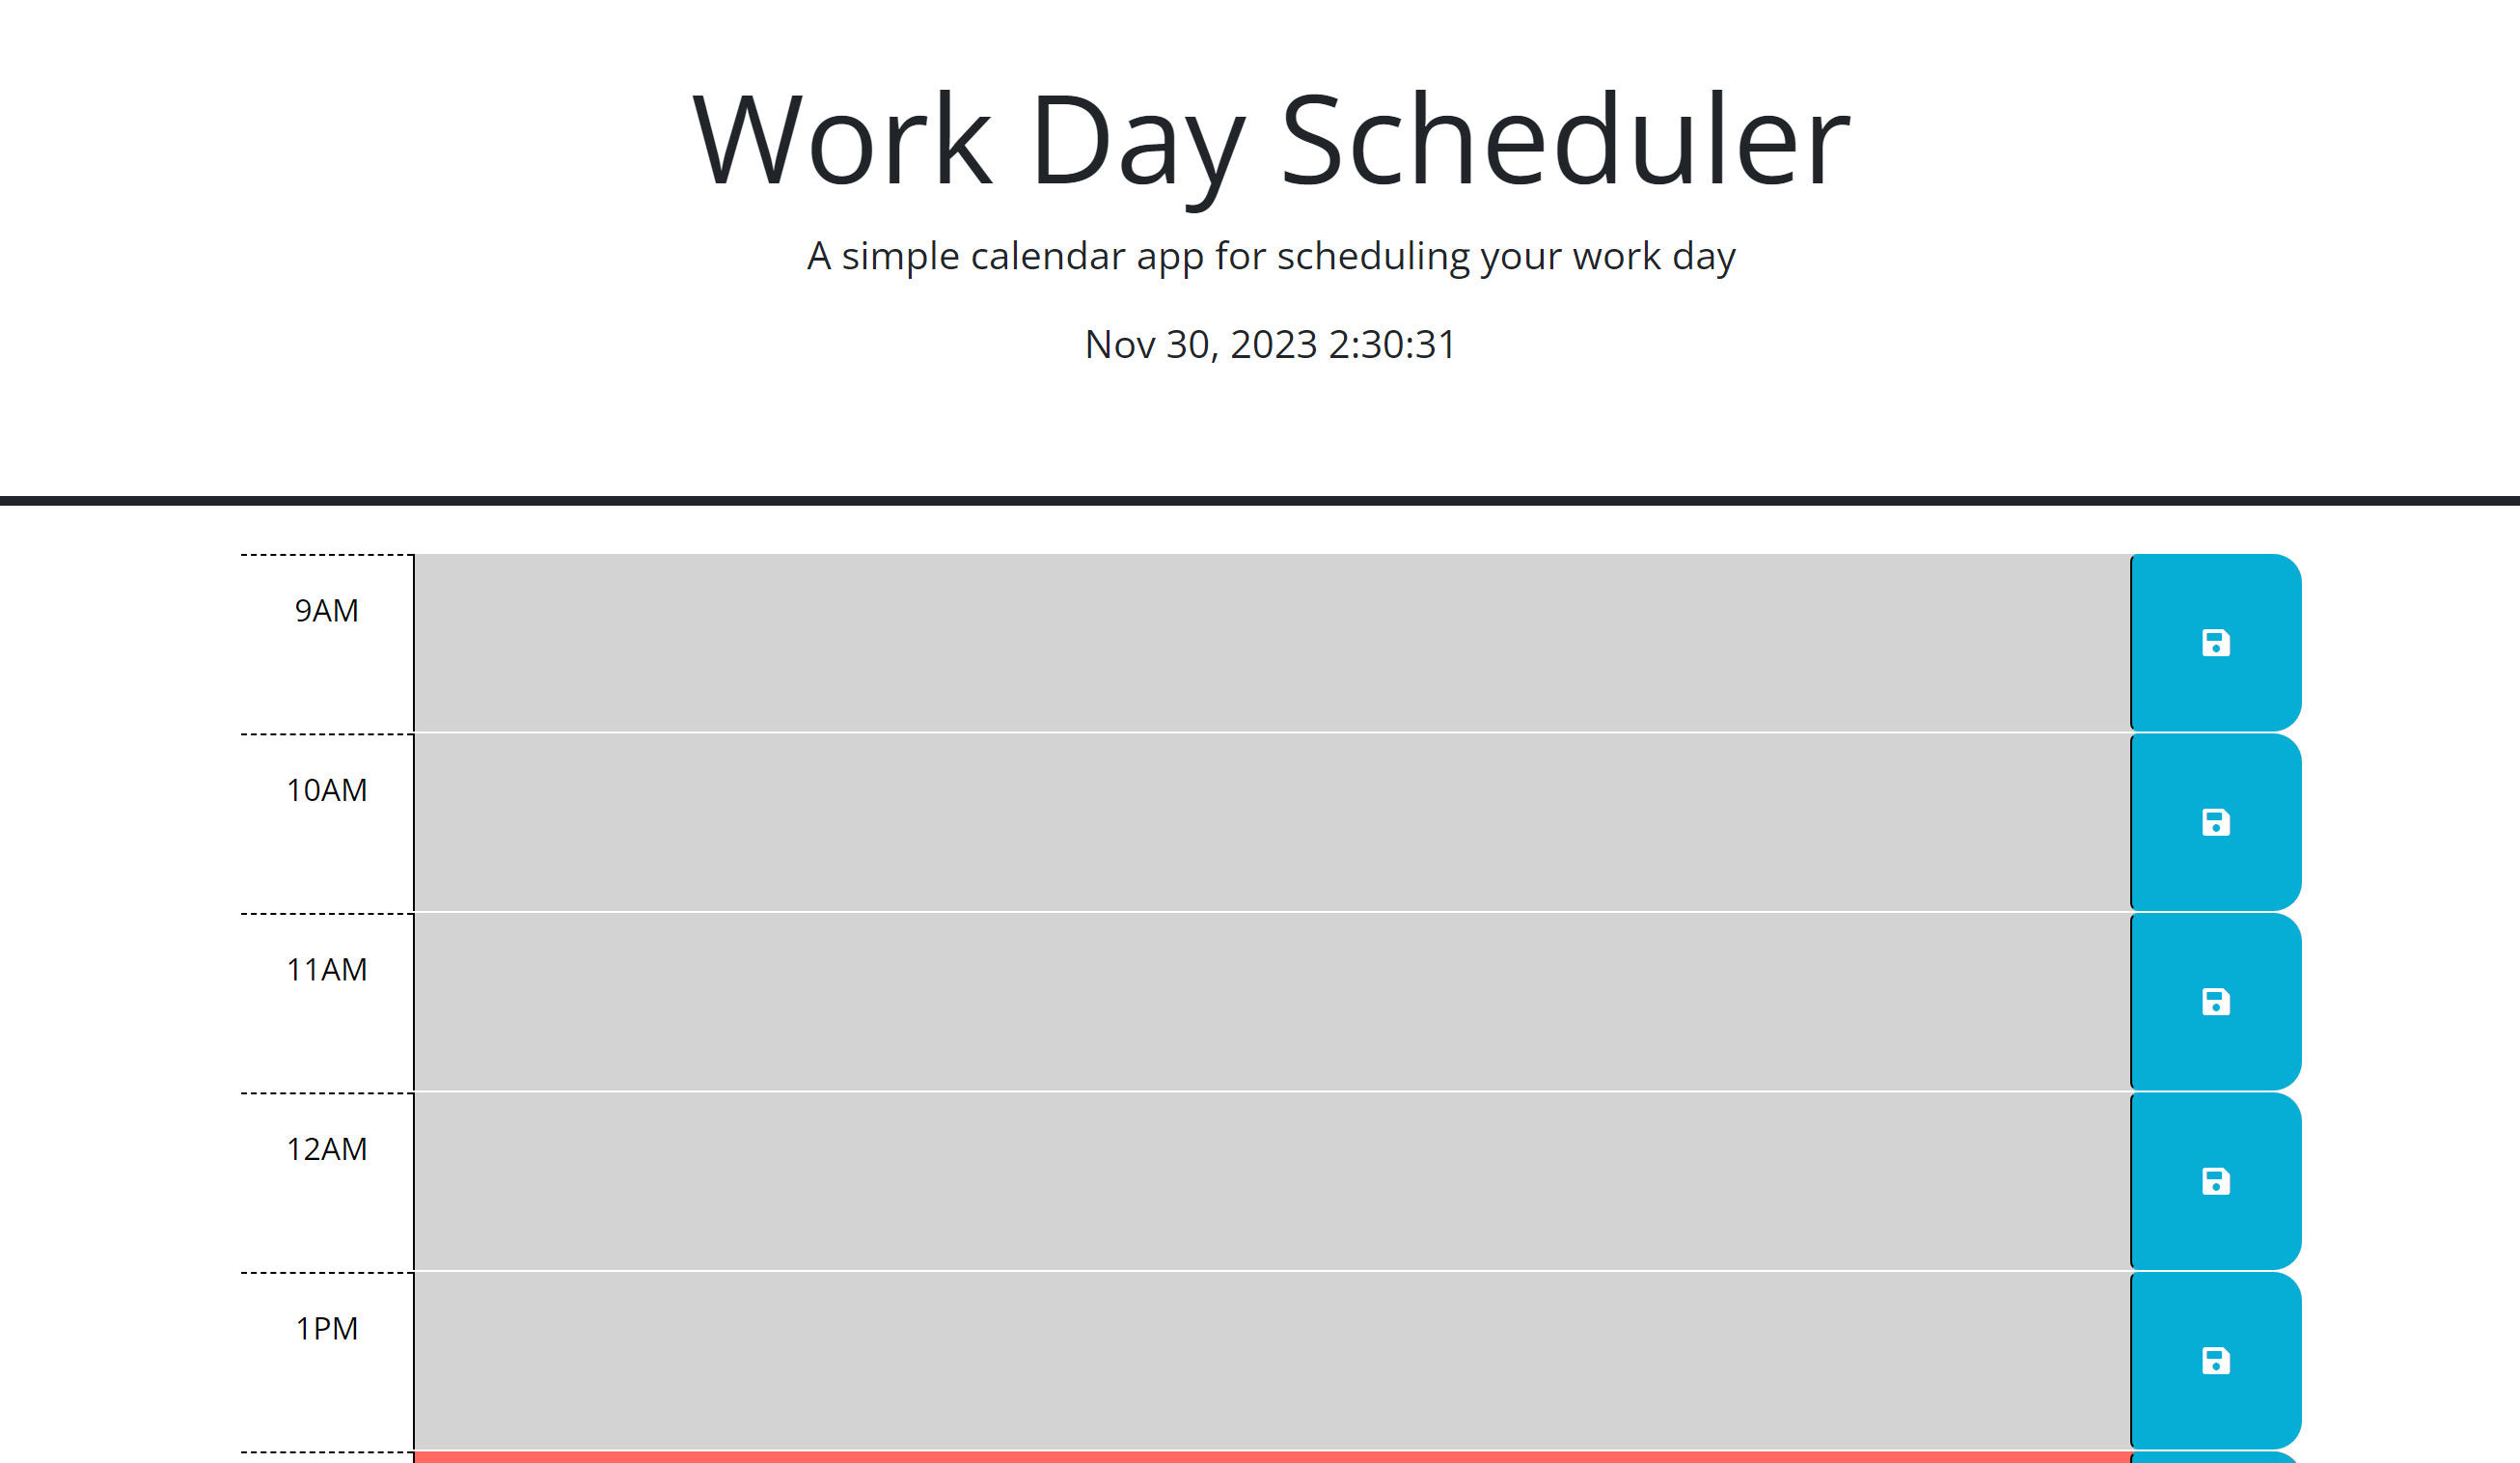 Work Day Scheduler
A simple calendar app for scheduling your work day
Nov 30, 2023 2:30:31
9AM
10AM
11AM
12AM
1PM